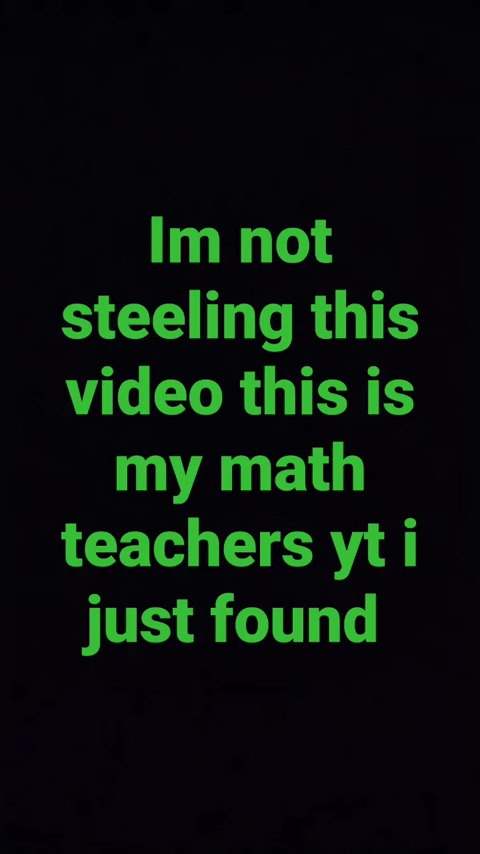 Im not
steeling this
video this is
my math
teachers yt i
just found